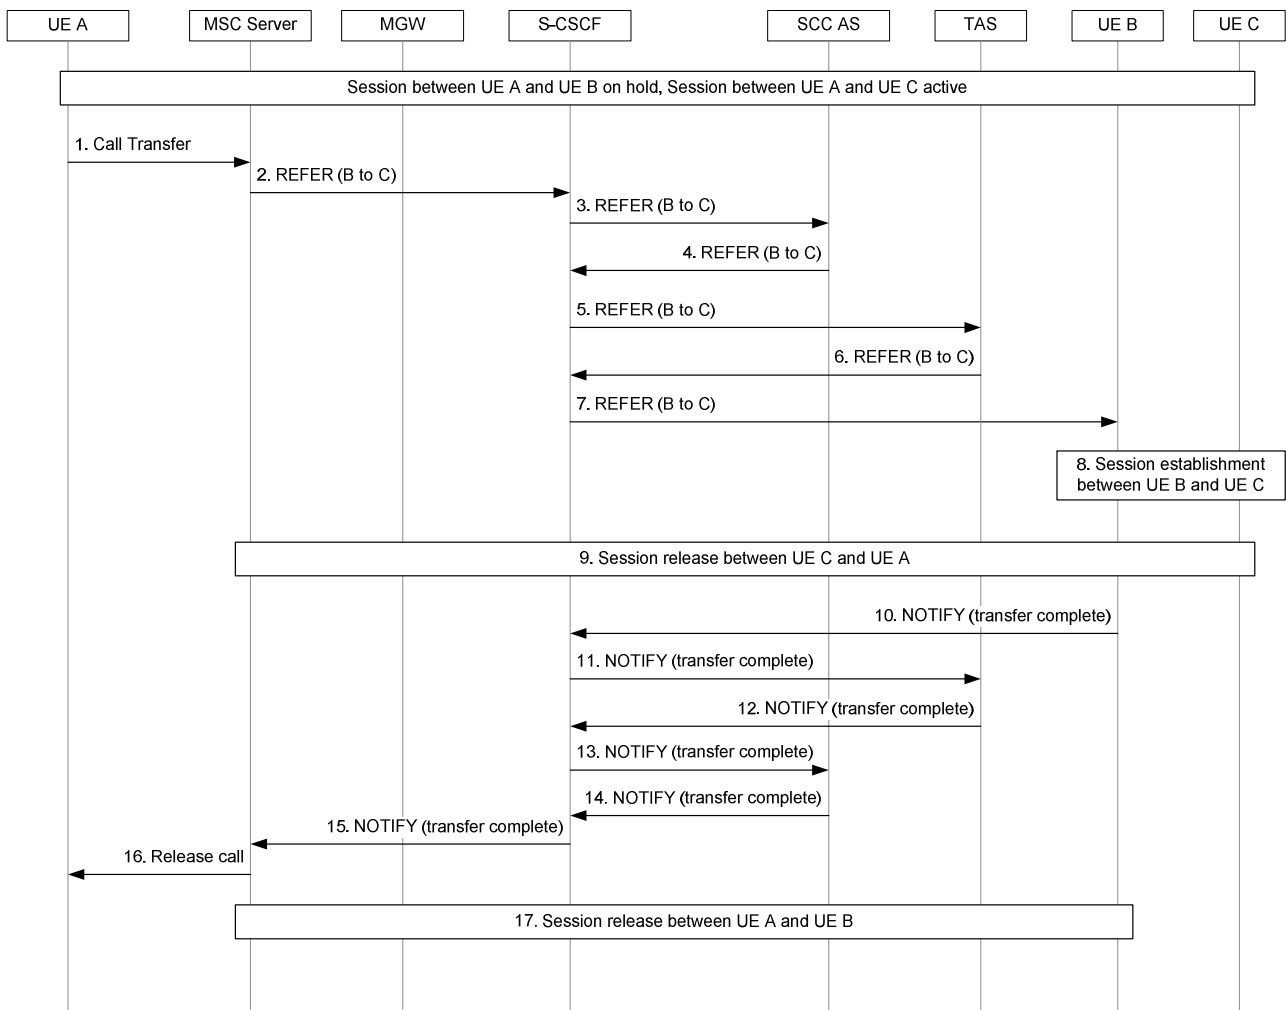 UE A
MSC Server
MGW
S-CSCF
SCC AS
TAS
UE B
UE C
Session between UE A and UE B on hold, Session between UE A and UE C active
1. Call Transfer
2. REFER (B to C)
3. REFER (B to C)
4. REFER (B to C)
5. REFER (B to C)
6. REFER (B to C)
7. REFER (B to C)
8. Session establishment
between UE B and UE C
9. Session release between UE C and UE A
10. NOTIFY (transfer complete)
11. NOTIFY (transfer complete)
12. NOTIFY (transfer complete)
13. NOTIFY (transfer complete)
14. NOTIFY (transfer complete)
15. NOTIFY (transfer complete)
16. Release call
17. Session release between UE A and UE B